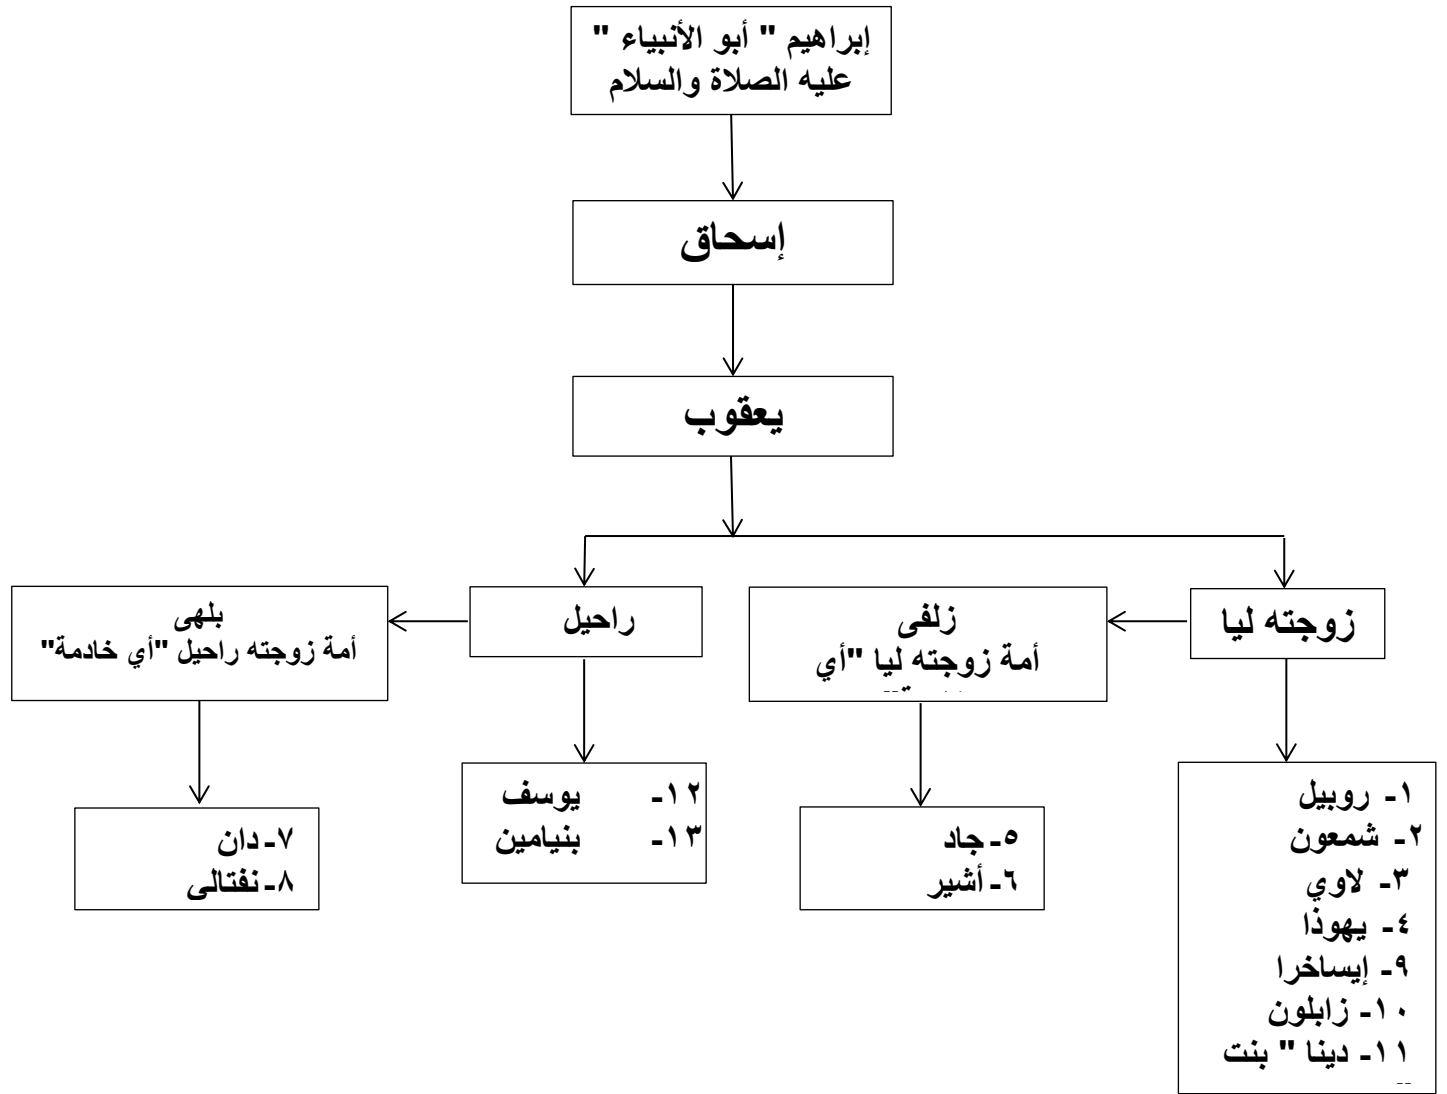 إبراهيم " أبو الأنبياء "
عليه الصلاة والسلام
إسحاق
يعقوب
زوجته ليا
زلفى
أمة زوجته ليا "أي
راحيل
بلهى
أمة زوجته راحيل "أي خادمة"
١- روبيل
٢- شمعون
٣- لاوي
٤- يهوذا
٩- إيساخرا
١٠- زابلون
١١- دينا " بنت
٥- جاد
٦- أشير
١٢- يوسف
١٣- بنيامين
٧- دان
٨- نفتالى